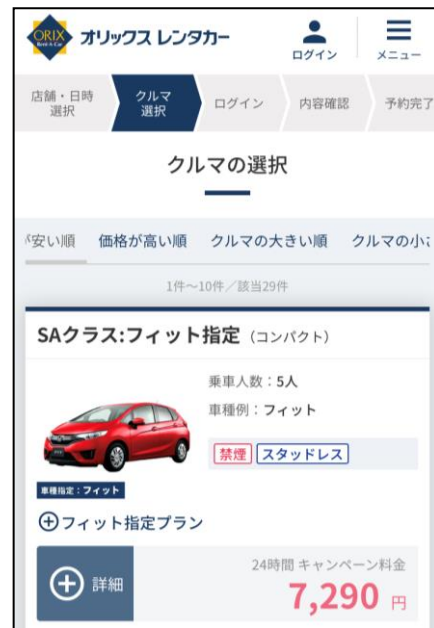 ORIX
Rent-A-Car
オリックス レンタカー
ログイン
メニュー
店舗・日時
選択
クルマ
選択
ログイン
内容確認
予約完了
クルマの選択
が安い順
価格が高い順
クルマの大きい順
クルマの小さ
1件〜10件／該当29件
SAクラス:フィット指定（コンパクト）
乗車人数：5人
車種例：フィット
禁煙 スタッドレス
車種指定：フィット
フィット指定プラン
詳細
24時間 キャンペーン料金
7,290 円